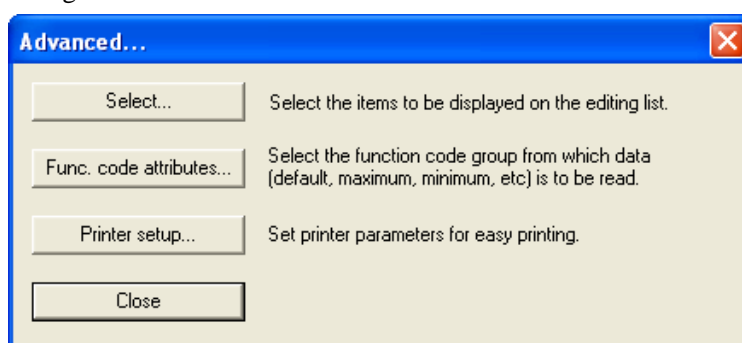 Advanced...
Select...
Select the items to be displayed on the editing list.
Func. code attributes...
Select the function code group from which data
(default, maximum, minimum, etc) is to be read.
Printer setup...
Set printer parameters for easy printing.
Close